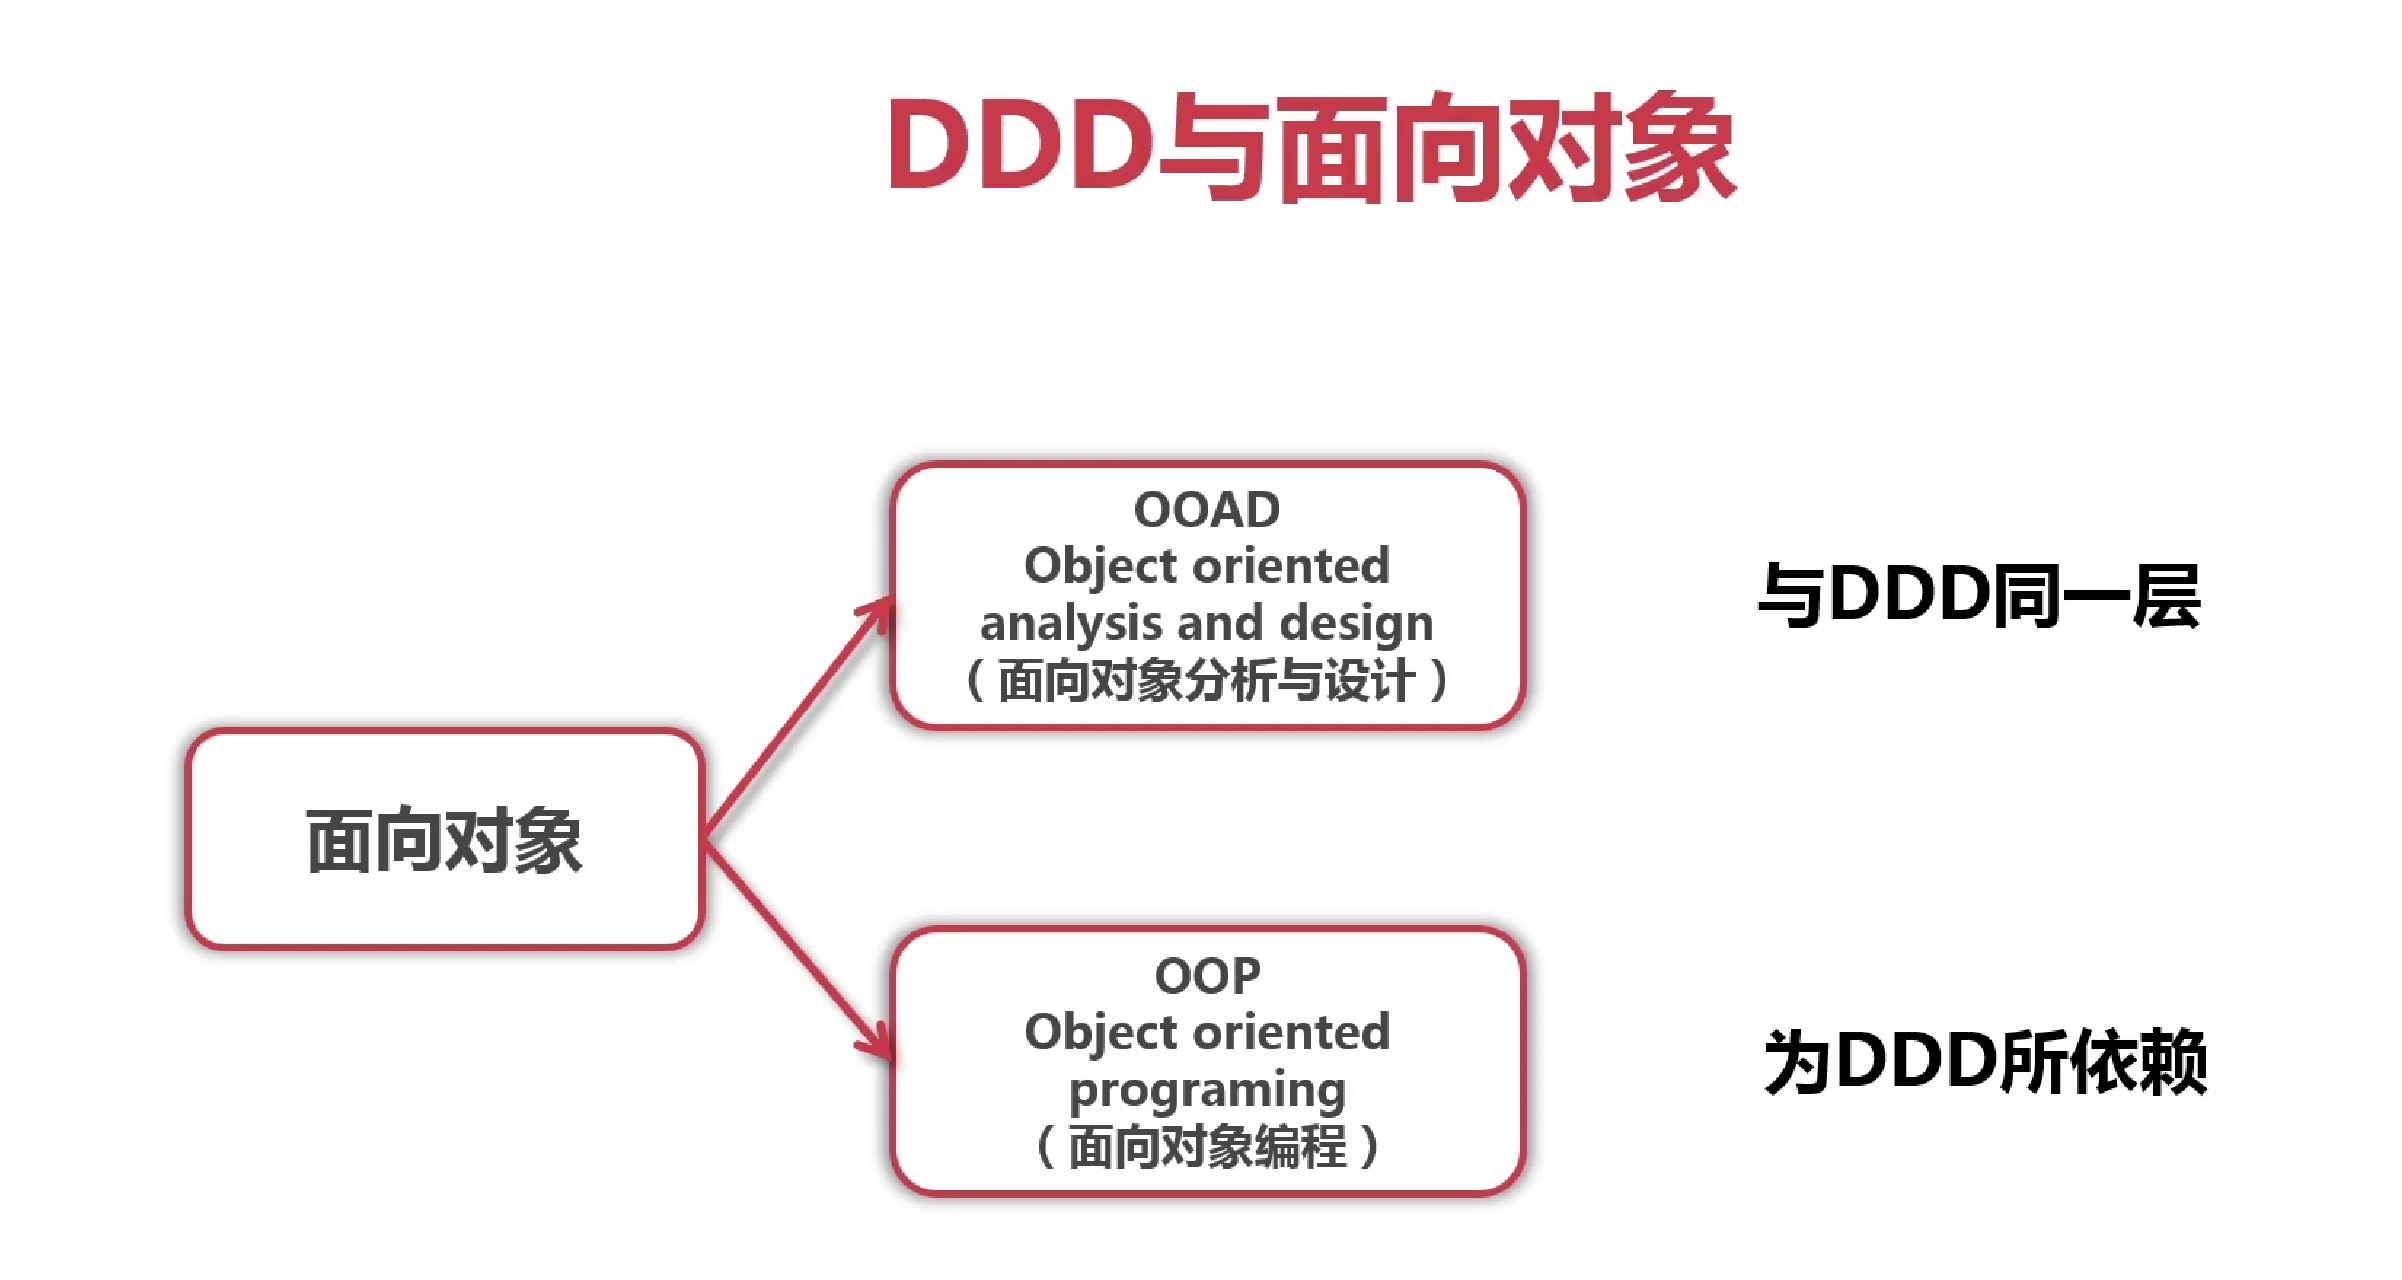 DDD与面向对象
OOAD
Object oriented
analysis and design
（面向对象分析与设计）
与DDD同一层
面向对象
OOP
Object oriented
programing
（面向对象编程）
为DDD所依赖